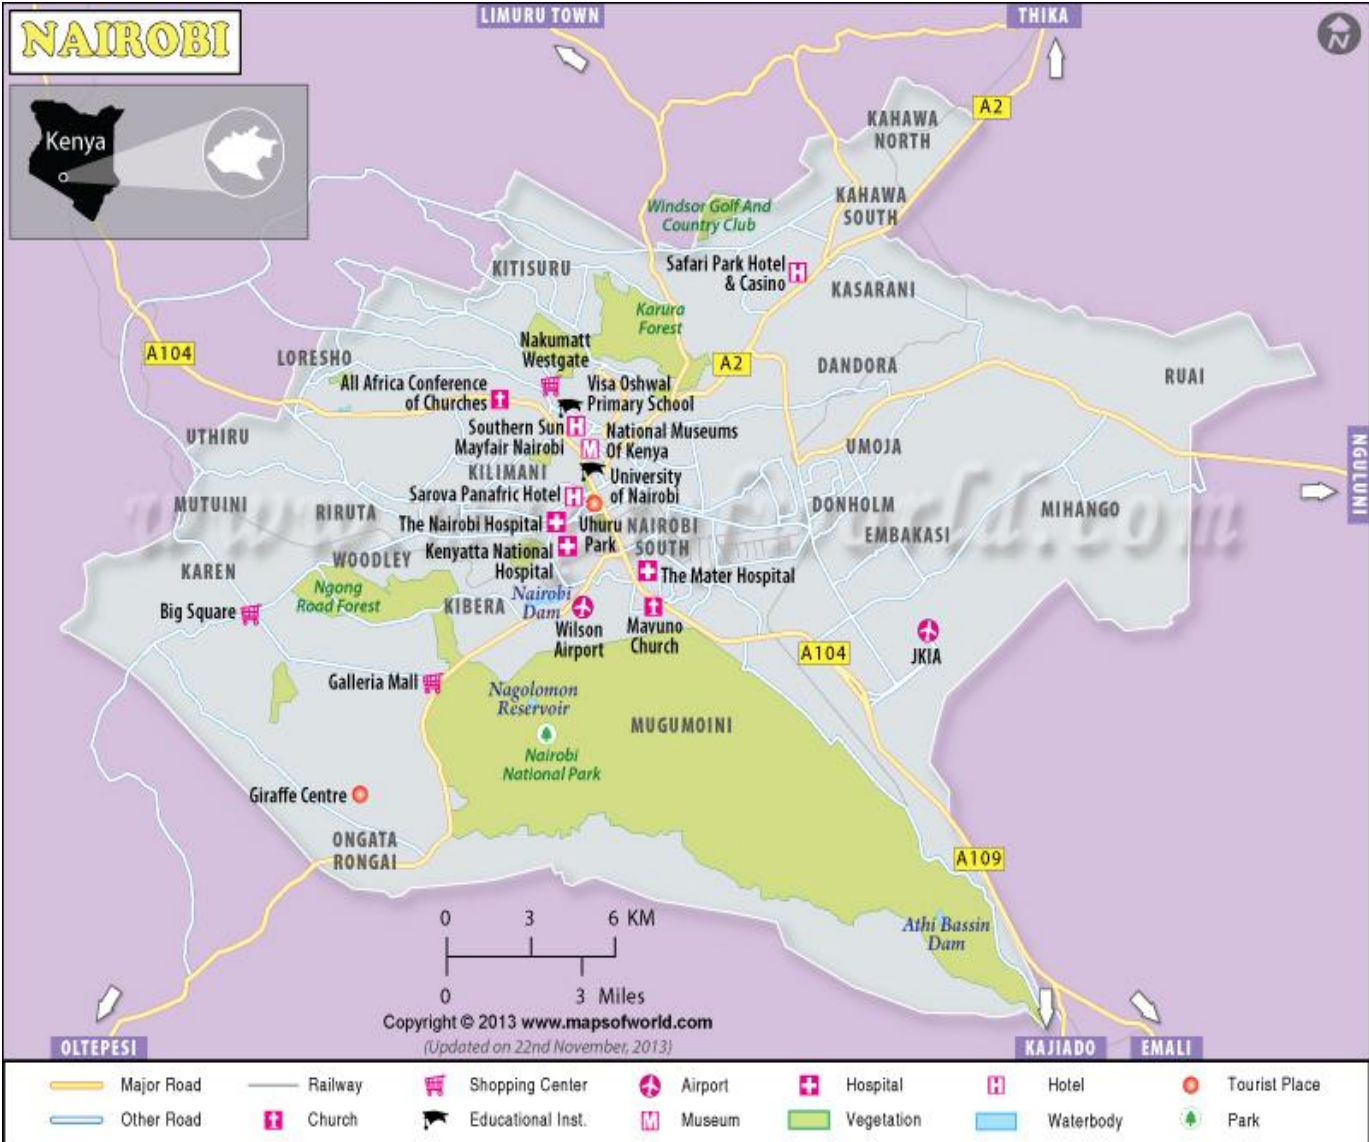 NAIROBI
LIMURU TOWN
THIKA
N
Kenya
A2
KAHAWA
NORTH
KAHAWA
SOUTH
Windsor Golf And
Country Club
Safari Park Hotel
& Casino
KITISURU
KASARANI
Karura
Forest
A104
LORESHO
Nakumatt
Westgate
A2
DANDORA
RUAI
All Africa Conference
of Churches
Visa Oshwal
Primary School
UTHIRU
Southern Sun
Mayfair Nairobi
H
M
National Museums
Of Kenya
UMOJA
NGULUNI
KILIMANI
University
of Nairobi
Sarova Panafric Hotel
H
MUTUINI
RIRUTA
The Nairobi Hospital
Uhuru
Park
NAIROBI
SOUTH
DONHOLM
MIHANGO
EMBAKASI
WOODLEY
Kenyatta National
Hospital
KAREN
The Mater Hospital
Ngong
Road Forest
KIBERA
Nairobi
Dam
Big Square
Wilson
Airport
Mavuno
Church
A104
JKIA
Galleria Mall
Nagolomon
Reservoir
MUGUMOINI
Nairobi
National Park
Giraffe Centre
ONGATA
RONGAI
A109
0 3 6 KM
0 3 Miles
Athi Bassin
Dam
Copyright © 2013 www.mapsofworld.com
(Updated on 22nd November, 2013)
OLTEPESI
KAJIADO
EMALI
Major Road
Railway
Shopping Center
Airport
Hospital
H Hotel
Tourist Place
Other Road
Church
Educational Inst.
M Museum
Vegetation
Waterbody
Park